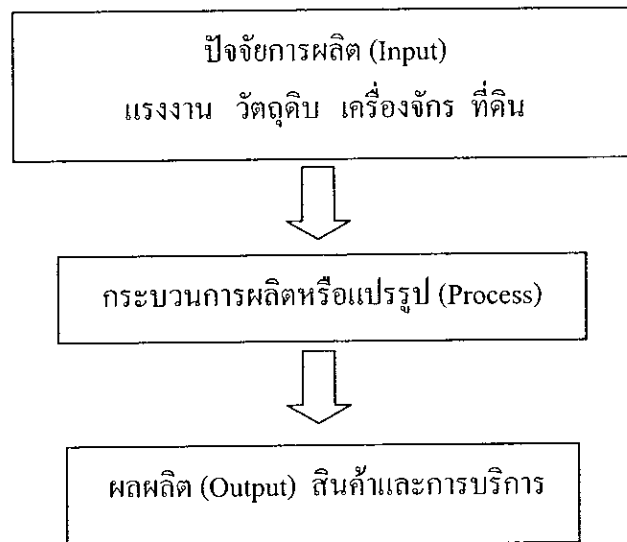 ปัจจัยการผลิต (Input)
แรงงาน วัตถุดิบ เครื่องจักร ที่ดิน
กระบวนการผลิตหรือแปรรูป (Process)
ผลผลิต (Output) สินค้าและการบริการ